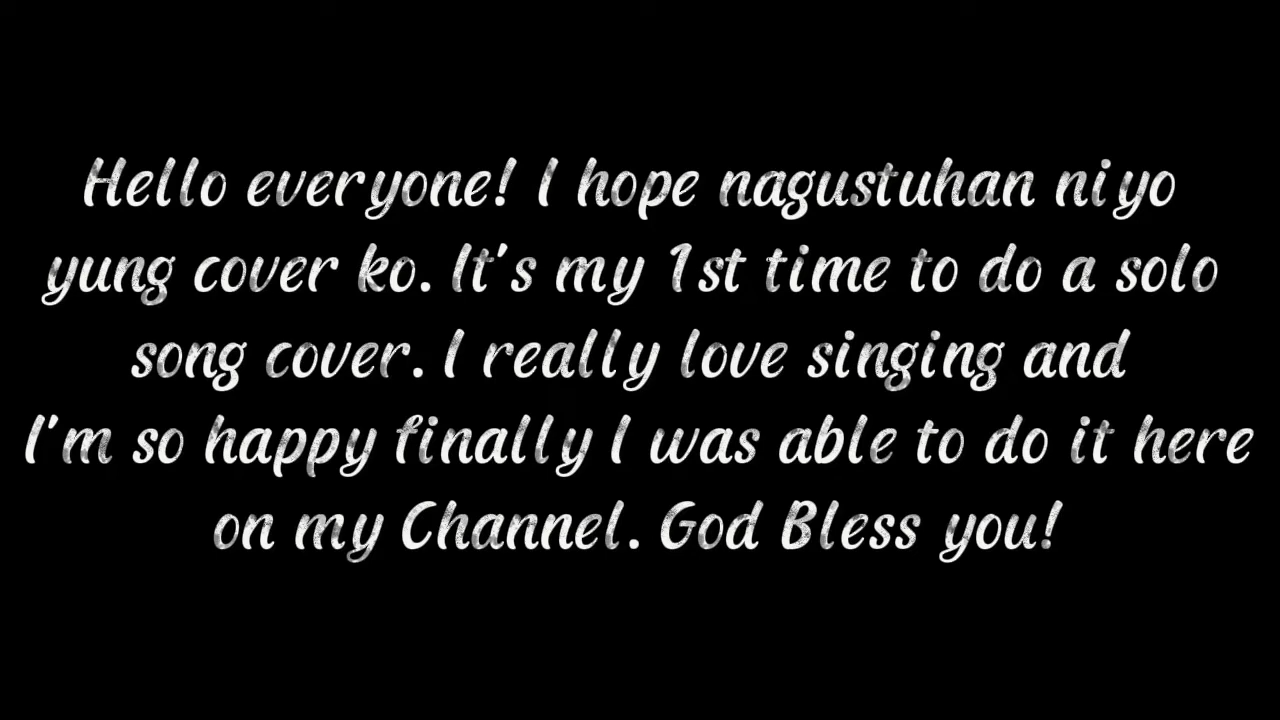 Hello everyone! I hope nagustuhan niyo
yung cover ko. It's my 1st time to do a solo
song cover. I really love singing and
I'm so happy finally I was able to do it here
on my Channel. God Bless you!